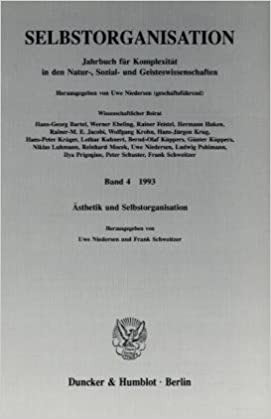 SELBSTORGANISATION
Jahrbuch für Komplexität
in den Natur-, Sozial- und Geisteswissenschaften
Herausgegeben von Uwe Niedersen (geschäftsführend)
Wissenschaftlicher Beirat
Hans-Georg Bartel, Werner Ebeling, Rainer Feistel, Hermann Haken,
Rainer-M. E. Jacobi, Wolfgang Krohn, Hans-Jürgen Krug,
Hans-Peter Krüger, Lothar Kuhnert, Bernd-Olaf Küppers, Günter Küppers,
Niklas Luhmann, Reinhard Mocek, Uwe Niedersen, Ludwig Pohlmann,
Ilya Prigogine, Peter Schuster, Frank Schweitzer
Band 4 1993
Ästhetik und Selbstorganisation
Herausgegeben von
Uwe Niedersen und Frank Schweitzer
Duncker & Humblot · Berlin